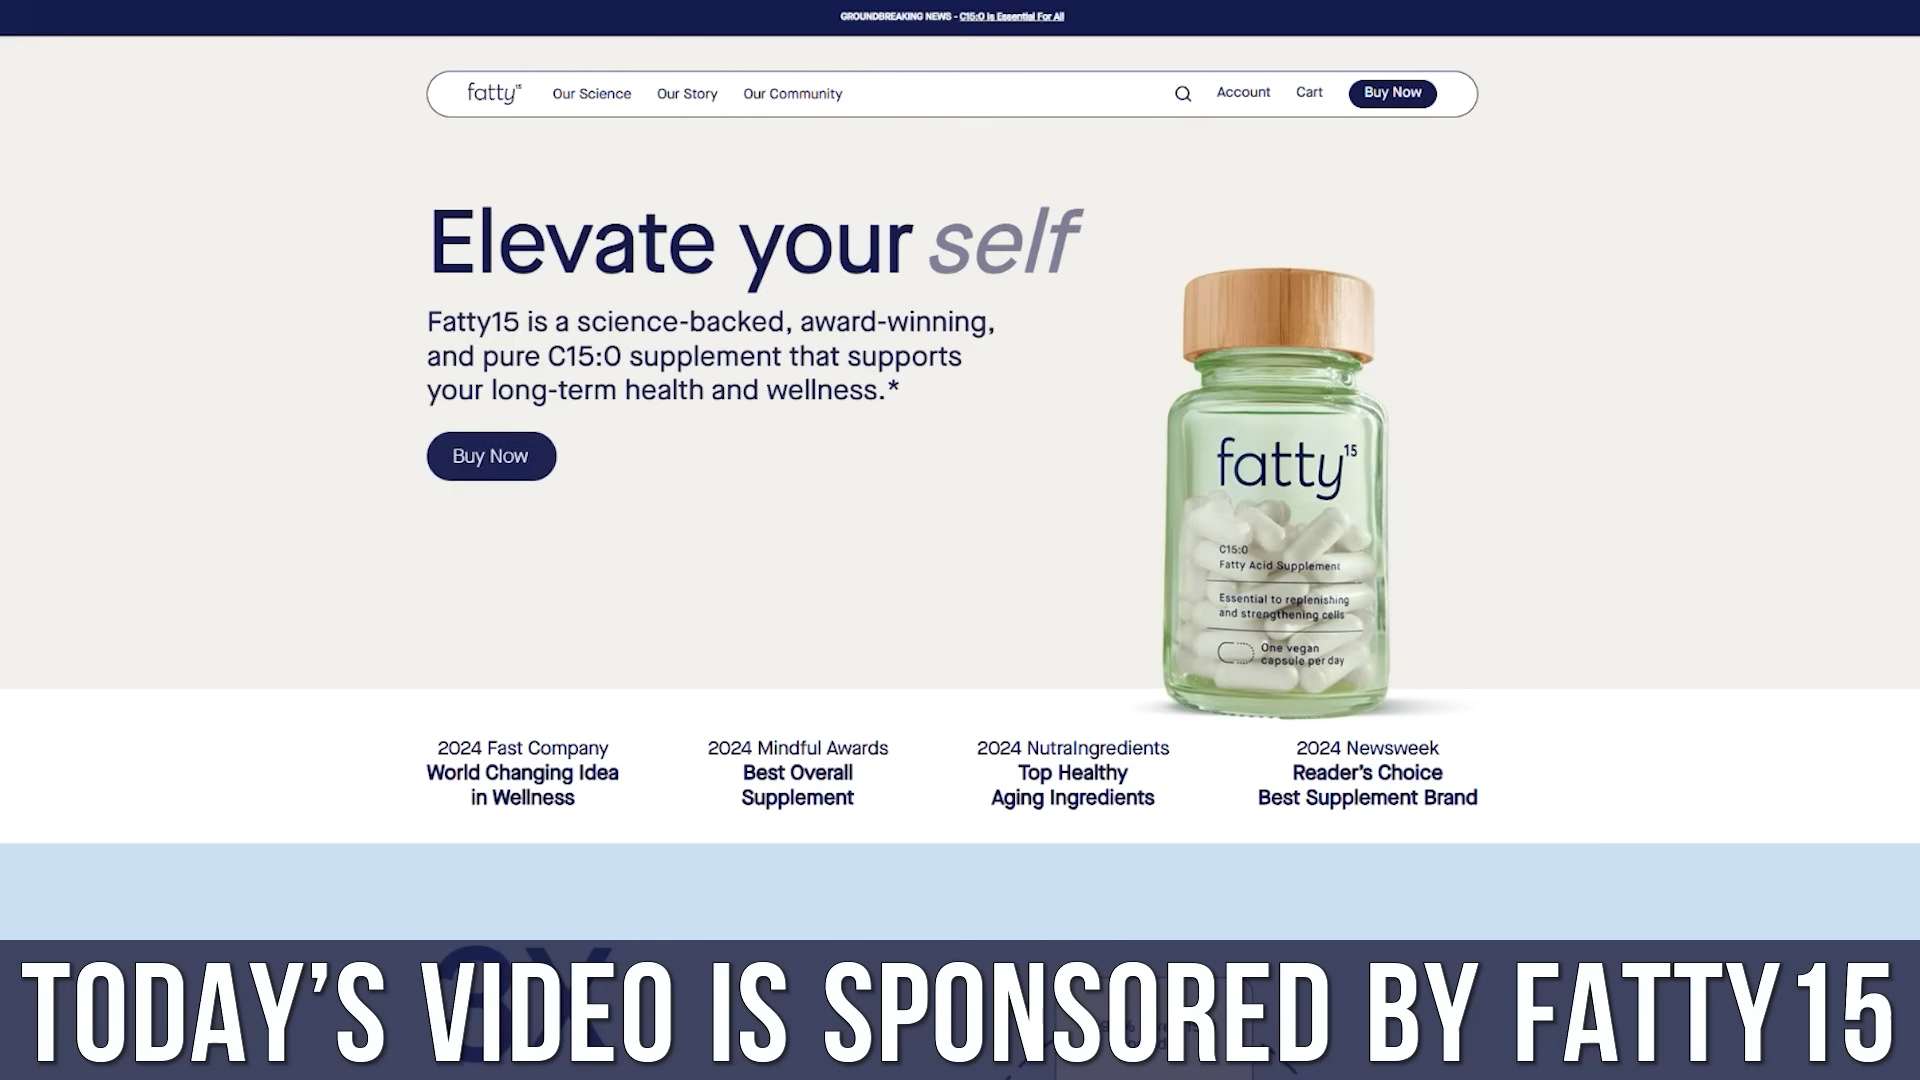 GROUNDBREAKING NEWS - C15:0 Is Essential For All
fatty15 Our Science Our Story Our Community Account Cart Buy Now
Elevate your self
Fatty15 is a science-backed, award-winning,
and pure C15:0 supplement that supports
your long-term health and wellness.*
Buy Now
fatty15
C15:0
Fatty Acid Supplement
Essential to replenishing
and strengthening cells
One vegan
capsule per day
2024 Fast Company
World Changing Idea
in Wellness
2024 Mindful Awards
Best Overall
Supplement
2024 NutraIngredients
Top Healthy
Aging Ingredients
2024 Newsweek
Reader's Choice
Best Supplement Brand
3X
TODAY'S VIDEO IS SPONSORED BY FATTY15